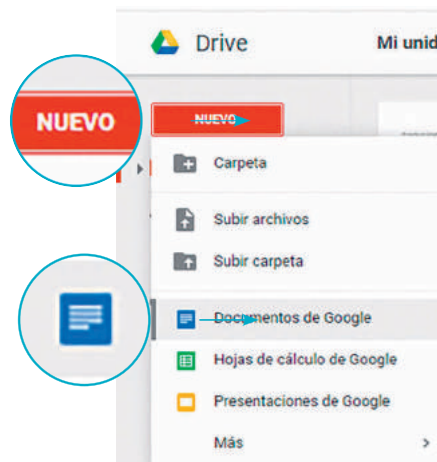 Drive
Mi unid
NUEVO
NUEVO
Carpeta
Subir archivos
Subir carpeta
Documentos de Google
Hojas de cálculo de Google
Presentaciones de Google
Más